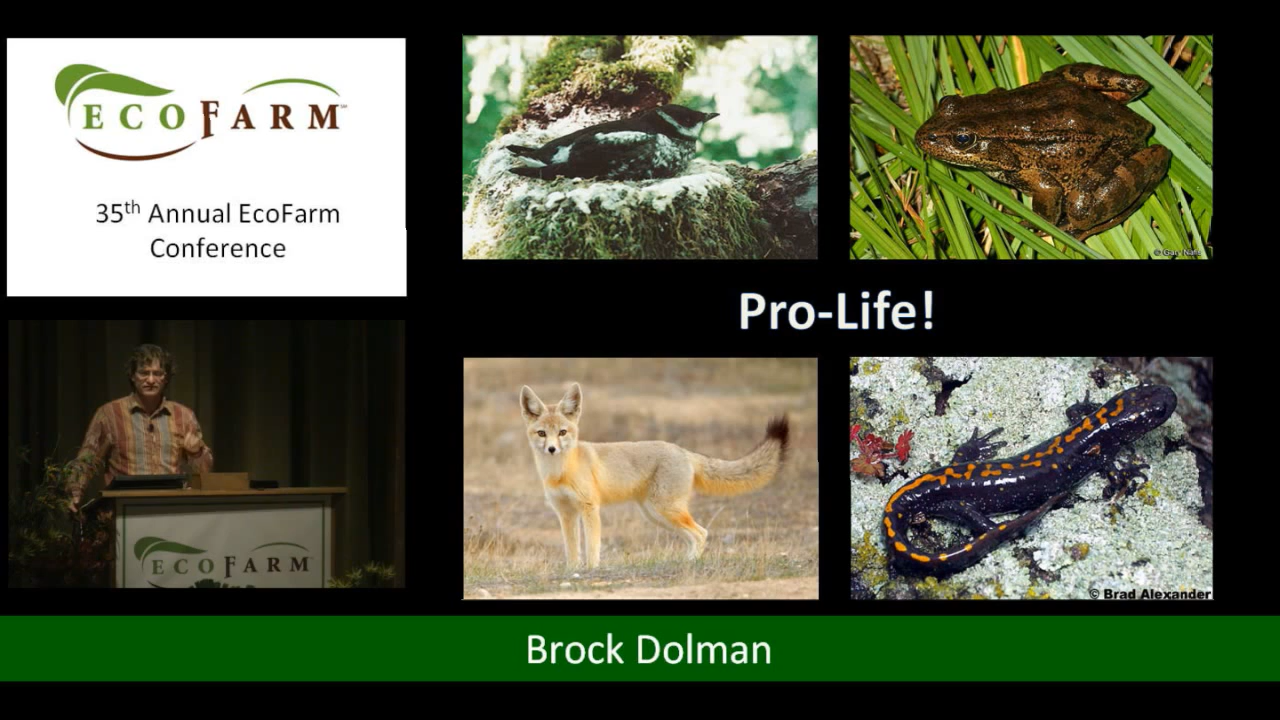 ECOFARM
35th Annual EcoFarm
Conference
Pro-Life!
ECOFARM
© Brad Alexander
Brock Dolman